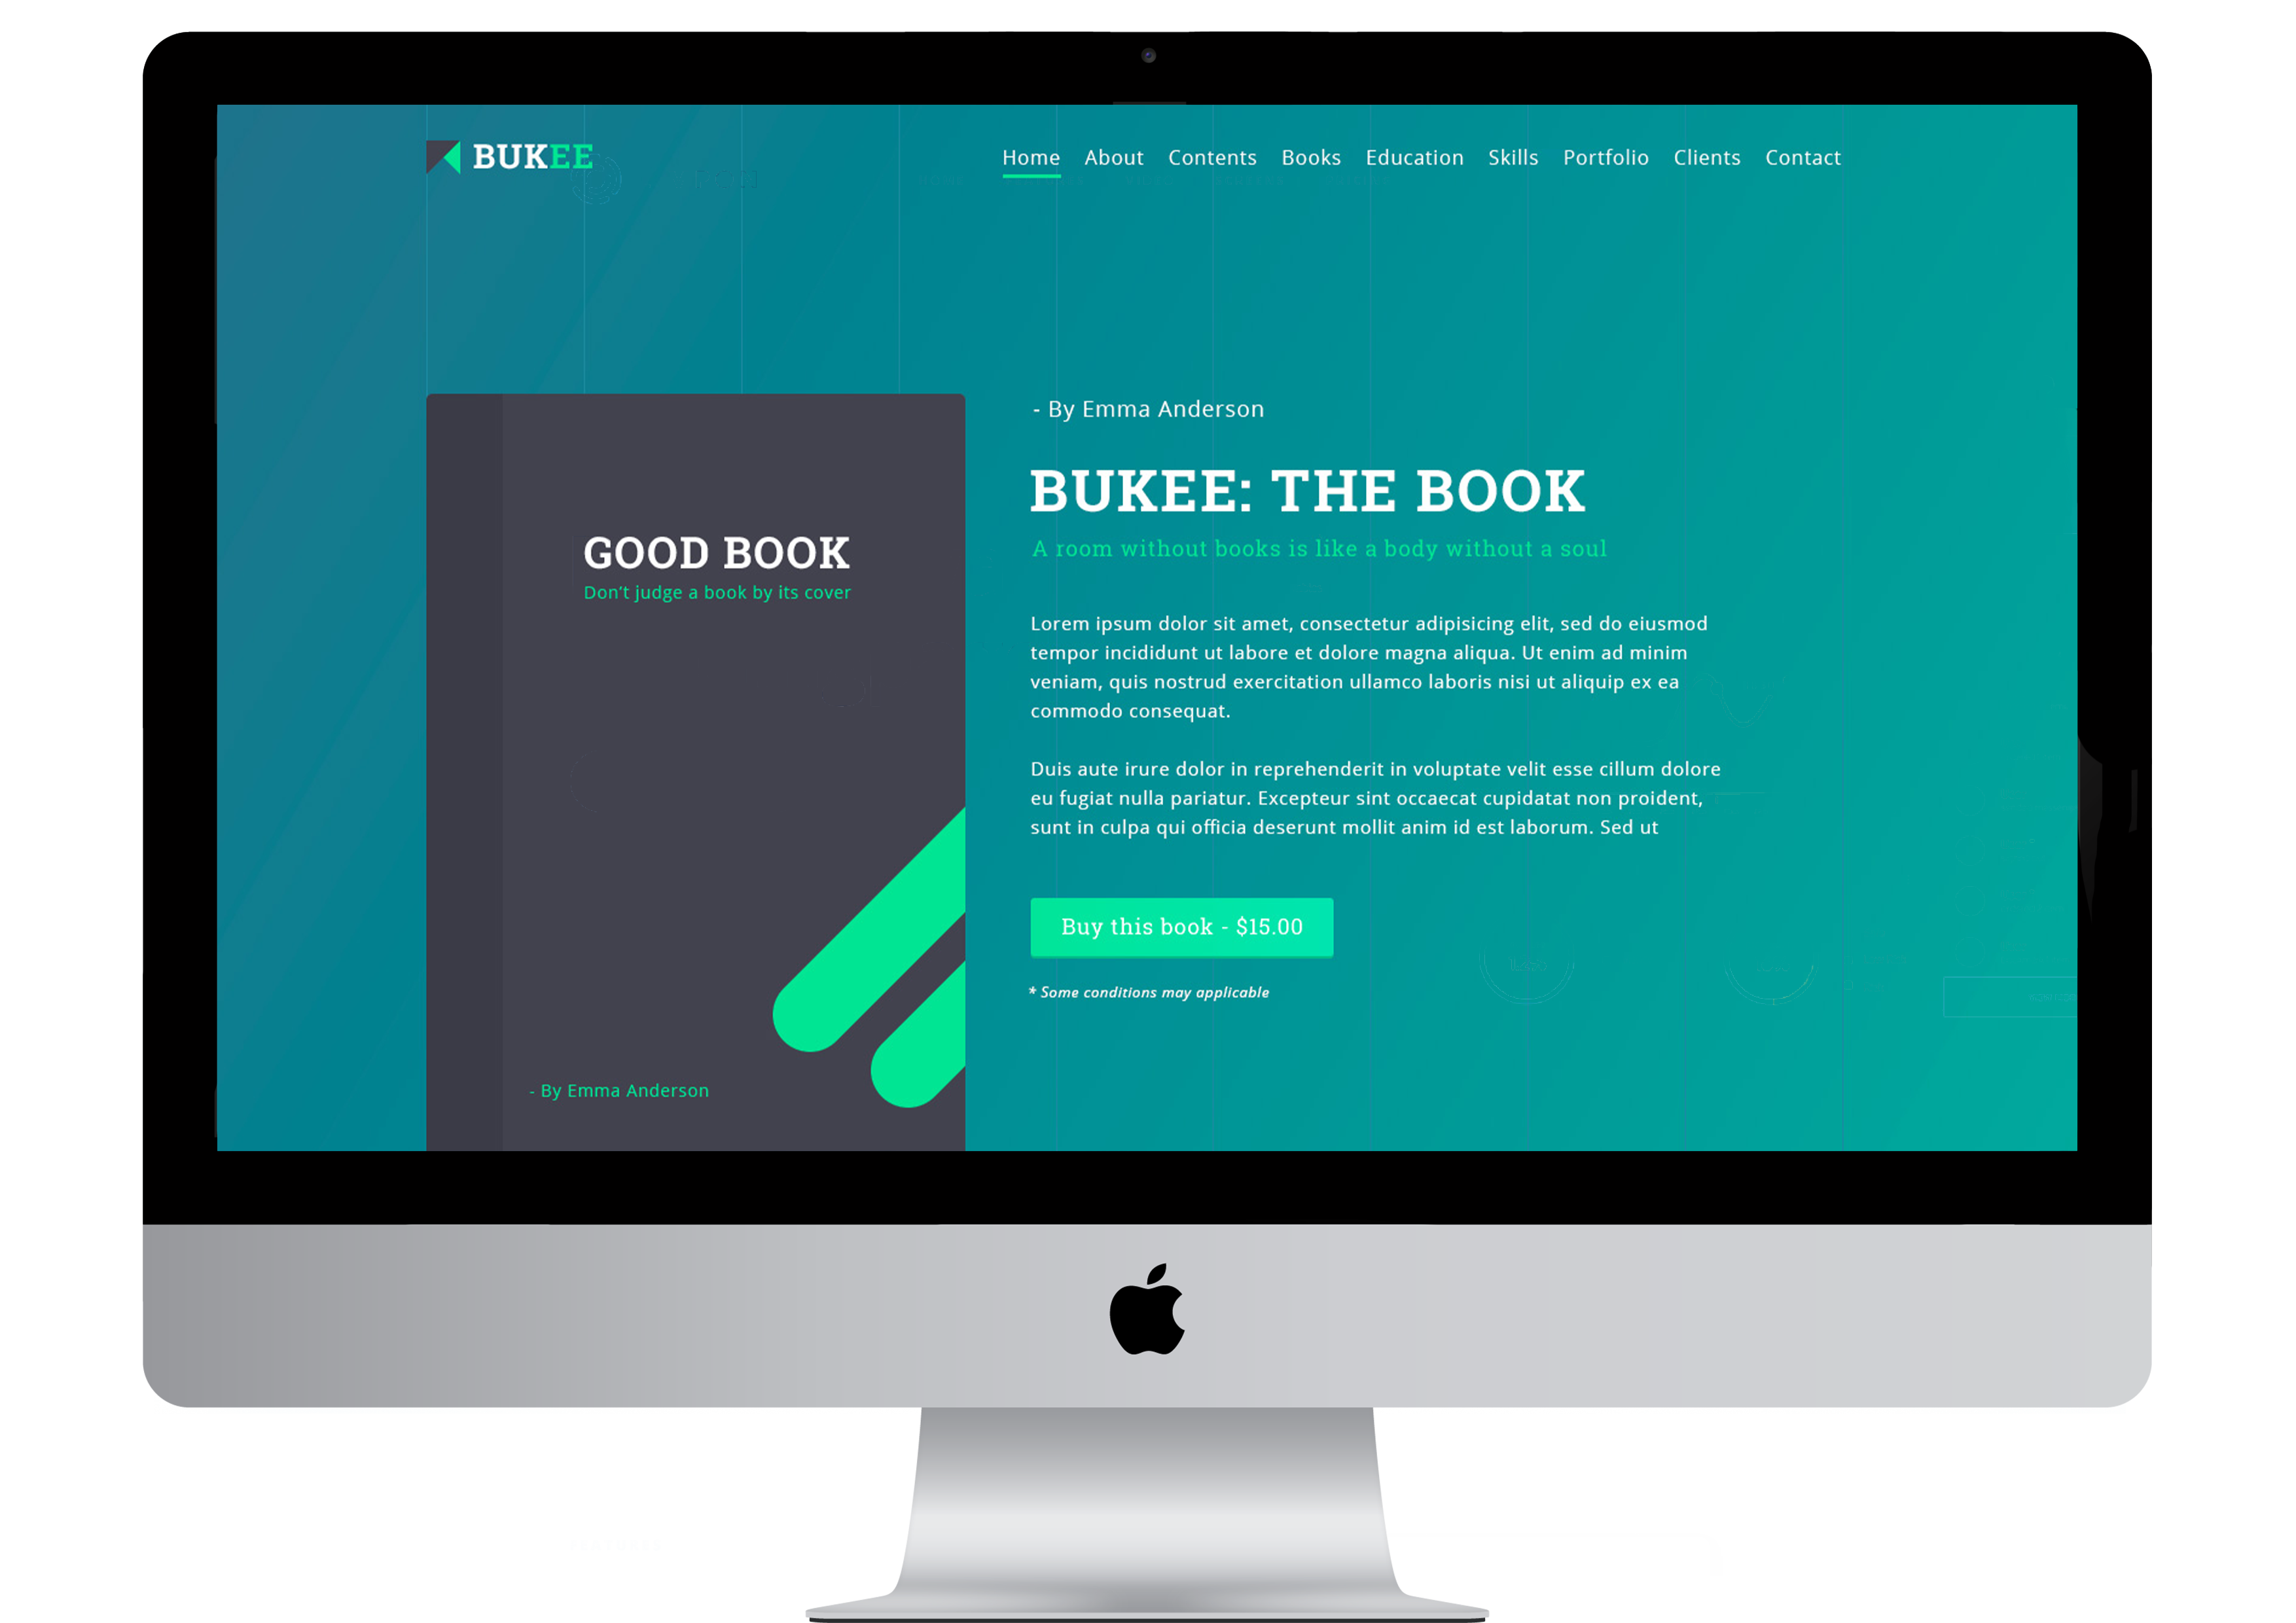 BUKEE
Home About Contents Books Education Skills Portfolio Clients Contact
GOOD BOOK
Don't judge a book by its cover
- By Emma Anderson
- By Emma Anderson
BUKEE: THE BOOK
A room without books is like a body without a soul
Lorem ipsum dolor sit amet, consectetur adipisicing elit, sed do eiusmod
tempor incididunt ut labore et dolore magna aliqua. Ut enim ad minim
veniam, quis nostrud exercitation ullamco laboris nisi ut aliquip ex ea
commodo consequat.
Duis aute irure dolor in reprehenderit in voluptate velit esse cillum dolore
eu fugiat nulla pariatur. Excepteur sint occaecat cupidatat non proident,
sunt in culpa qui officia deserunt mollit anim id est laborum. Sed ut
Buy this book - $15.00
* Some conditions may applicable